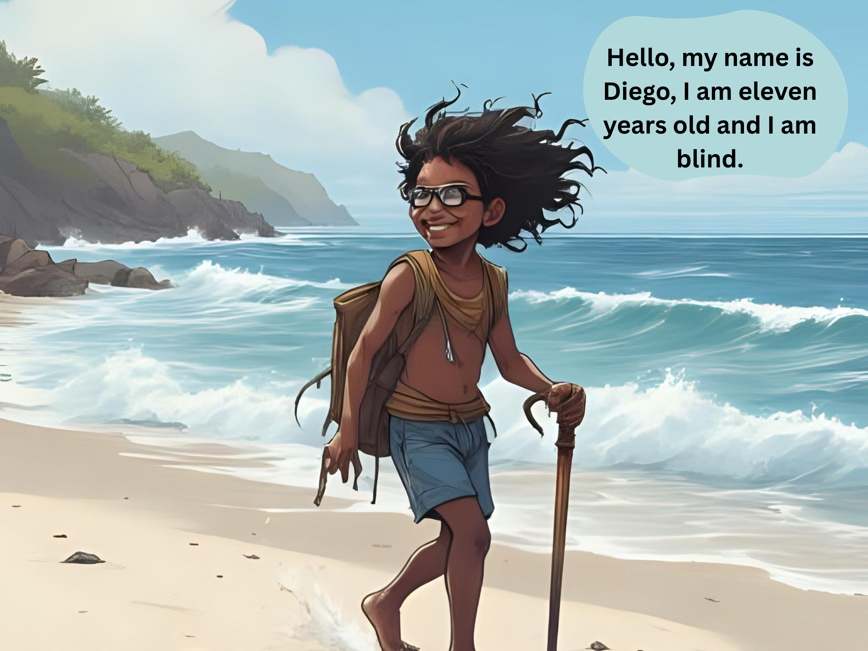 Hello, my name is
Diego, I am eleven
years old and I am
blind.